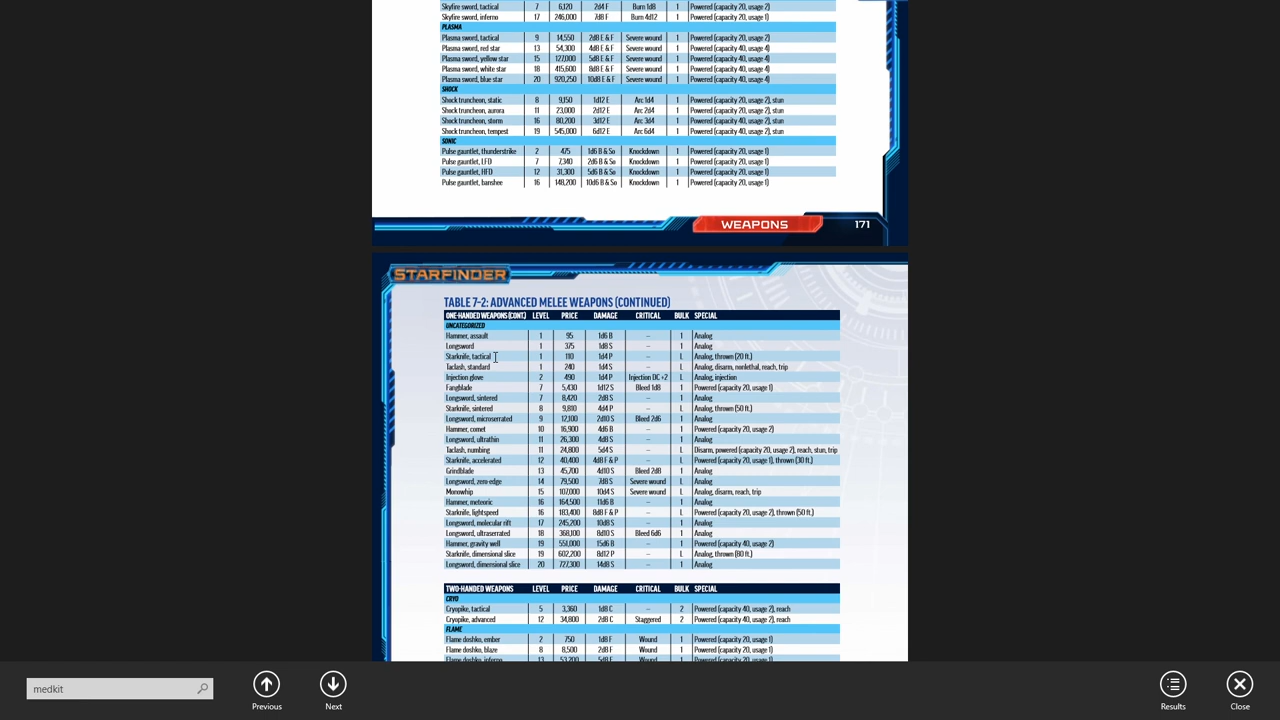 Skyfire sword, tactical 7 6,120 2d4 F Burn 1d8 1 Powered (capacity 20, usage 2)
Skyfire sword, inferno 17 246,000 7d8 F Burn 4d12 1 Powered (capacity 20, usage 1)
PLASMA
Plasma sword, tactical 9 14,550 2d8 E & F Severe wound 1 Powered (capacity 20, usage 2)
Plasma sword, red star 13 54,300 4d8 E & F Severe wound 1 Powered (capacity 40, usage 4)
Plasma sword, yellow star 15 127,000 5d8 E & F Severe wound 1 Powered (capacity 40, usage 4)
Plasma sword, white star 18 415,600 8d8 E & F Severe wound 1 Powered (capacity 40, usage 4)
Plasma sword, blue star 20 920,250 10d8 E & F Severe wound 1 Powered (capacity 40, usage 4)
SHOCK
Shock truncheon, static 8 9,150 1d12 E Arc 1d4 1 Powered (capacity 20, usage 2), stun
Shock truncheon, aurora 11 23,000 2d12 E Arc 2d4 1 Powered (capacity 20, usage 2), stun
Shock truncheon, storm 16 80,200 3d12 E Arc 3d4 1 Powered (capacity 40, usage 2), stun
Shock truncheon, tempest 19 545,000 6d12 E Arc 6d4 1 Powered (capacity 40, usage 2), stun
SONIC
Pulse gauntlet, thunderstrike 2 475 1d6 B & So Knockdown 1 Powered (capacity 20, usage 1)
Pulse gauntlet, LFD 7 7,340 2d6 B & So Knockdown 1 Powered (capacity 20, usage 1)
Pulse gauntlet, HFD 12 31,300 5d6 B & So Knockdown 1 Powered (capacity 20, usage 1)
Pulse gauntlet, banshee 16 148,200 10d6 B & So Knockdown 1 Powered (capacity 20, usage 1)
WEAPONS 171
STARFINDER
TABLE 7–2: ADVANCED MELEE WEAPONS (CONTINUED)
ONE-HANDED WEAPONS (CONT.) LEVEL PRICE DAMAGE CRITICAL BULK SPECIAL
UNCATEGORIZED
Hammer, assault 1 95 1d6 B — 1 Analog
Longsword 1 375 1d8 S — 1 Analog
Starknife, tactical 1 110 1d4 P — L Analog, thrown (20 ft.)
Taclash, standard 1 240 1d4 S — L Analog, disarm, nonlethal, reach, trip
Injection glove 2 490 1d4 P Injection DC +2 L Analog, injection
Fangblade 7 5,430 1d12 S Bleed 1d8 1 Powered (capacity 20, usage 1)
Longsword, sintered 7 8,420 2d8 S — 1 Analog
Starknife, sintered 8 9,810 4d4 P — L Analog, thrown (50 ft.)
Longsword, microserrated 9 12,100 2d10 S Bleed 2d6 1 Analog
Hammer, comet 10 16,900 4d6 B — 1 Powered (capacity 20, usage 2)
Longsword, ultrathin 11 26,300 4d8 S — 1 Analog
Taclash, numbing 11 24,800 5d4 S — L Disarm, powered (capacity 20, usage 2), reach, stun, trip
Starknife, accelerated 12 40,400 4d8 F & P — L Powered (capacity 20, usage 1), thrown (30 ft.)
Grindblade 13 45,700 4d10 S Bleed 2d8 1 Analog
Longsword, zero-edge 14 79,500 7d8 S Severe wound L Analog
Monowhip 15 107,000 10d4 S Severe wound L Analog, disarm, reach, trip
Hammer, meteoric 16 164,500 11d6 B — 1 Analog
Starknife, lightspeed 16 183,400 8d8 F & P — L Powered (capacity 20, usage 2), thrown (50 ft.)
Longsword, molecular rift 17 245,200 10d8 S — 1 Analog
Longsword, ultraserrated 18 368,100 8d10 S Bleed 6d6 1 Analog
Hammer, gravity well 19 551,000 15d6 B — 1 Powered (capacity 40, usage 2)
Starknife, dimensional slice 19 602,200 8d12 P — L Analog, thrown (80 ft.)
Longsword, dimensional slice 20 727,300 14d8 S — 1 Analog
TWO-HANDED WEAPONS LEVEL PRICE DAMAGE CRITICAL BULK SPECIAL
CRYO
Cryopike, tactical 5 3,360 1d8 C — 2 Powered (capacity 40, usage 2), reach
Cryopike, advanced 12 34,800 2d8 C Staggered 2 Powered (capacity 40, usage 2), reach
FLAME
Flame doshko, ember 2 750 1d8 F Wound 1 Powered (capacity 20, usage 1)
Flame doshko, blaze 8 8,500 2d8 F Wound 1 Powered (capacity 20, usage 1)
Flame doshko, inferno 13 53,200 5d8 F Wound 1 Powered (capacity 20, usage 1)
medkit
Previous
Next
Results
Close